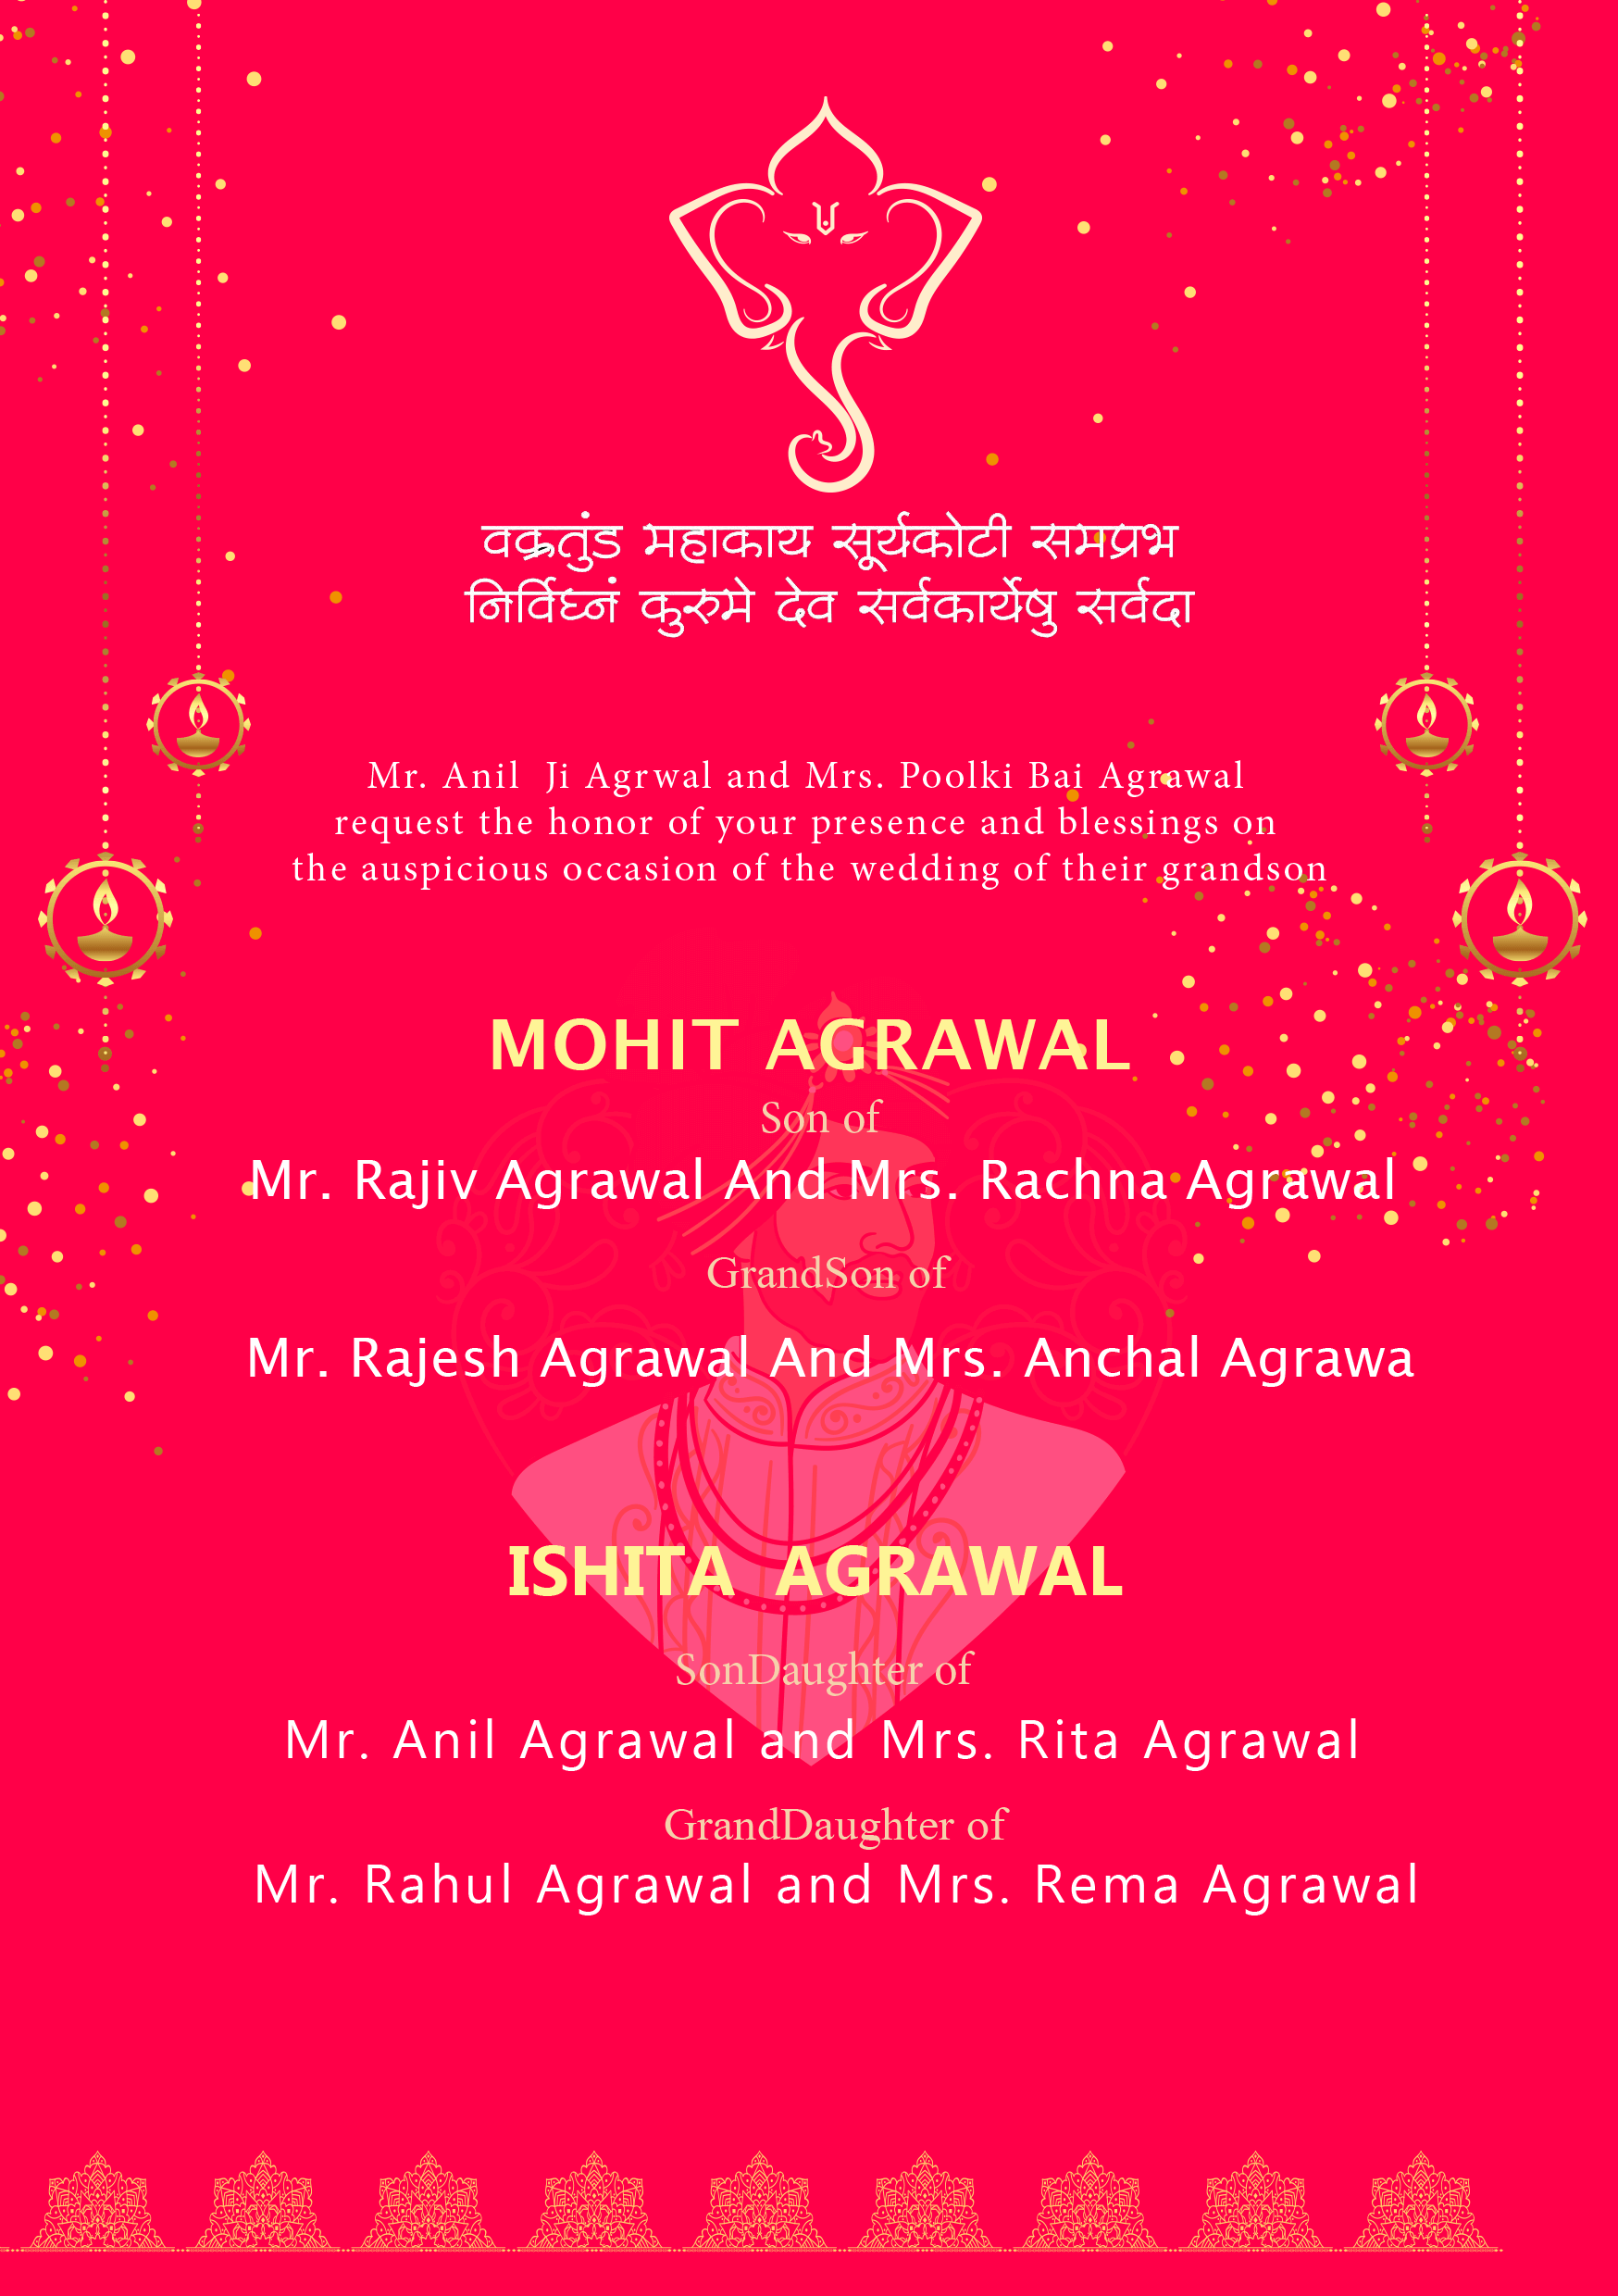 वक्रतुंड महाकाय सूर्यकोटी समप्रभ
निर्विघ्नं कुरुमे देव सर्वकार्येषु सर्वदा
Mr. Anil Ji Agrwal and Mrs. Poolki Bai Agrawal
request the honor of your presence and blessings on
the auspicious occasion of the wedding of their grandson
MOHIT AGRAWAL
Son of
Mr. Rajiv Agrawal And Mrs. Rachna Agrawal
GrandSon of
Mr. Rajesh Agrawal And Mrs. Anchal Agrawa
ISHITA AGRAWAL
SonDaughter of
Mr. Anil Agrawal and Mrs. Rita Agrawal
GrandDaughter of
Mr. Rahul Agrawal and Mrs. Rema Agrawal